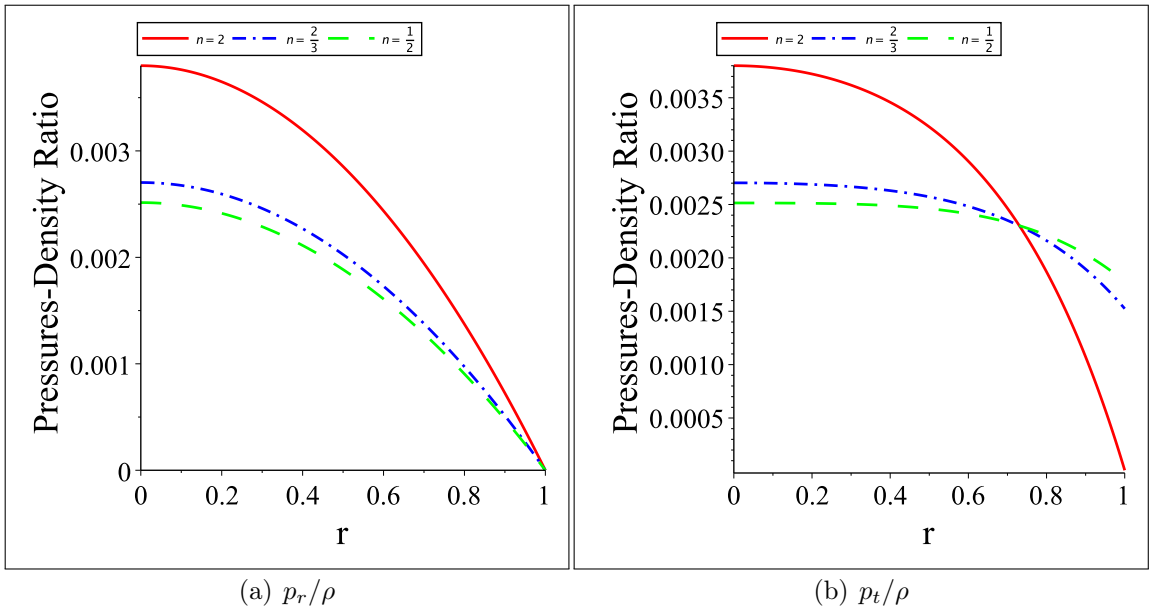 n = 2 n = 2/3 n = 1/2
Pressures-Density Ratio
0.003
0.002
0.001
0
0 0.2 0.4 0.6 0.8 1
r
(a) p_r/ρ
n = 2 n = 2/3 n = 1/2
Pressures-Density Ratio
0.0035
0.0030
0.0025
0.0020
0.0015
0.0010
0.0005
0 0.2 0.4 0.6 0.8 1
r
(b) p_t/ρ